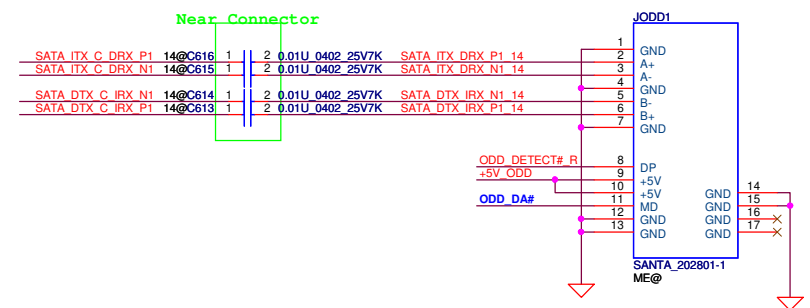 Near Connector
JODD1
SATA_ITX_C_DRX_P1 14@C616 1 2 0.01U_0402_25V7K SATA_ITX_DRX_P1_14
SATA_ITX_C_DRX_N1 14@C615 1 2 0.01U_0402_25V7K SATA_ITX_DRX_N1_14
SATA_DTX_C_IRX_N1 14@C614 1 2 0.01U_0402_25V7K SATA_DTX_IRX_N1_14
SATA_DTX_C_IRX_P1 14@C613 1 2 0.01U_0402_25V7K SATA_DTX_IRX_P1_14
1 GND
2 A+
3 A-
4 GND
5 B-
6 B+
7 GND
ODD_DETECT#_R 8 DP
+5V_ODD 9 +5V
10 +5V GND 14
ODD_DA# 11 MD GND 15
12 GND GND 16
13 GND GND 17
SANTA_202801-1
ME@